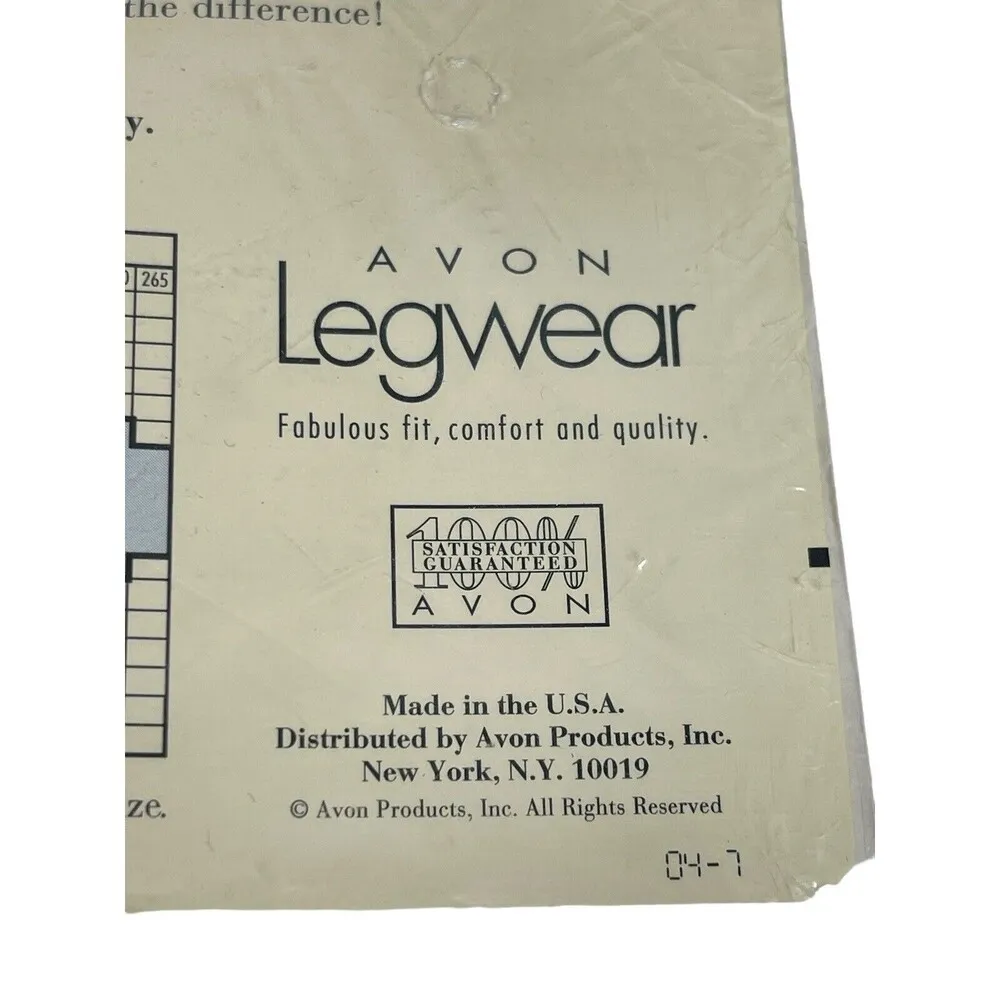 the difference!
y.
265
AVON
Legwear
Fabulous fit, comfort and quality.
100%
SATISFACTION
GUARANTEED
AVON
Made in the U.S.A.
Distributed by Avon Products, Inc.
New York, N.Y. 10019
© Avon Products, Inc. All Rights Reserved
ze.
04-7